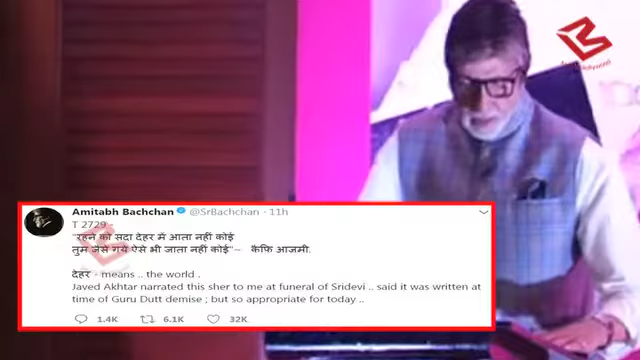 Amitabh Bachchan @SrBachchan · 11h
T 2729 -
"रहने को सदा देहर में आता नहीं कोई
तुम जैसे गये ऐसे भी जाता नहीं कोई"~ कैफि आजमी.
देहर - means .. the world .
Javed Akhtar narrated this sher to me at funeral of Sridevi .. said it was written at
time of Guru Dutt demise ; but so appropriate for today ..
1.4K 6.1K 32K